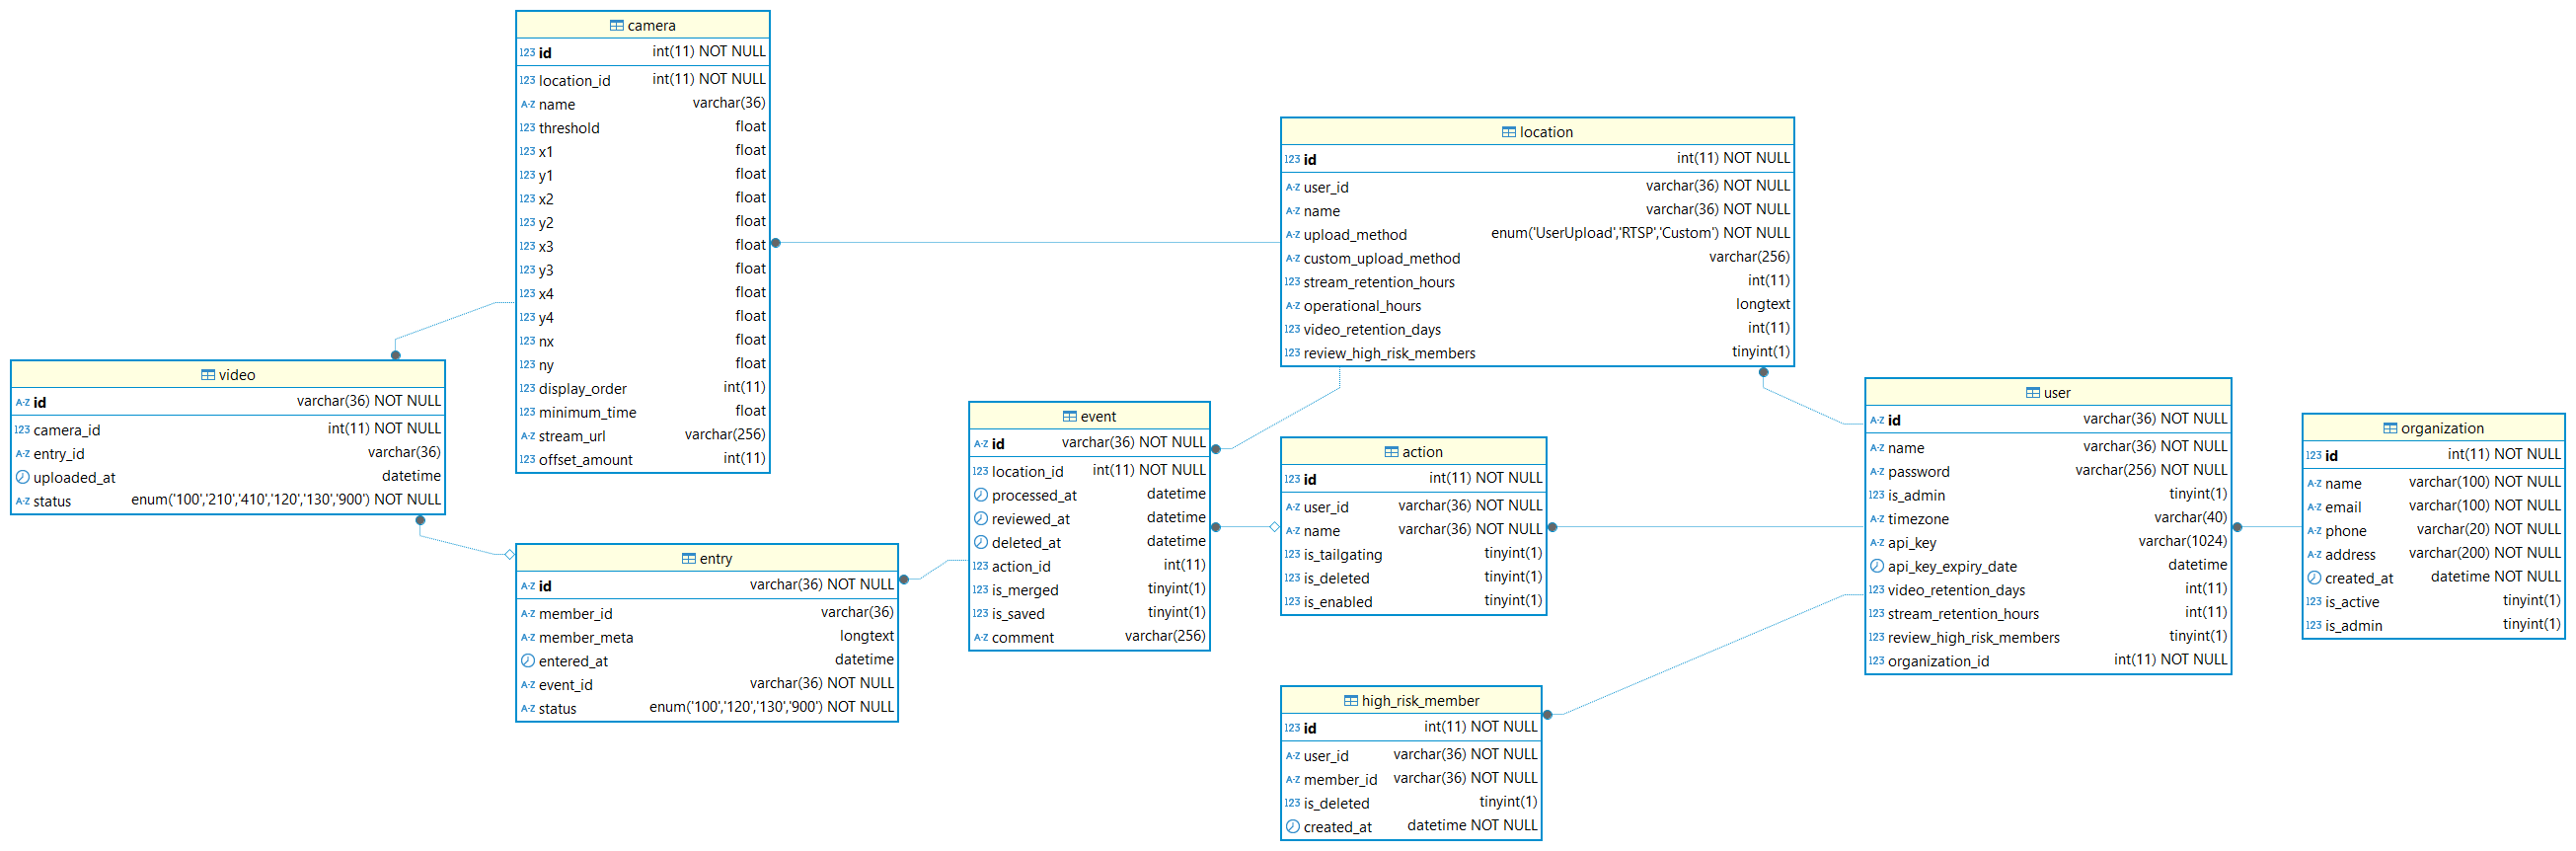 camera
123 id int(11) NOT NULL
123 location_id int(11) NOT NULL
A-Z name varchar(36)
123 threshold float
123 x1 float
123 y1 float
123 x2 float
123 y2 float
123 x3 float
123 y3 float
123 x4 float
123 y4 float
123 nx float
123 ny float
123 display_order int(11)
123 minimum_time float
A-Z stream_url varchar(256)
123 offset_amount int(11)
location
123 id int(11) NOT NULL
A-Z user_id varchar(36) NOT NULL
A-Z name varchar(36) NOT NULL
A-Z upload_method enum('UserUpload','RTSP','Custom') NOT NULL
A-Z custom_upload_method varchar(256)
123 stream_retention_hours int(11)
A-Z operational_hours longtext
123 video_retention_days int(11)
123 review_high_risk_members tinyint(1)
video
A-Z id varchar(36) NOT NULL
123 camera_id int(11) NOT NULL
A-Z entry_id varchar(36)
uploaded_at datetime
A-Z status enum('100','210','410','120','130','900') NOT NULL
user
A-Z id varchar(36) NOT NULL
A-Z name varchar(36) NOT NULL
A-Z password varchar(256) NOT NULL
123 is_admin tinyint(1)
A-Z timezone varchar(40)
A-Z api_key varchar(1024)
api_key_expiry_date datetime
123 video_retention_days int(11)
123 stream_retention_hours int(11)
123 review_high_risk_members tinyint(1)
123 organization_id int(11) NOT NULL
event
A-Z id varchar(36) NOT NULL
123 location_id int(11) NOT NULL
processed_at datetime
reviewed_at datetime
deleted_at datetime
123 action_id int(11)
123 is_merged tinyint(1)
123 is_saved tinyint(1)
A-Z comment varchar(256)
organization
123 id int(11) NOT NULL
A-Z name varchar(100) NOT NULL
A-Z email varchar(100) NOT NULL
A-Z phone varchar(20) NOT NULL
A-Z address varchar(200) NOT NULL
created_at datetime NOT NULL
123 is_active tinyint(1)
123 is_admin tinyint(1)
action
123 id int(11) NOT NULL
A-Z user_id varchar(36) NOT NULL
A-Z name varchar(36) NOT NULL
123 is_tailgating tinyint(1)
123 is_deleted tinyint(1)
123 is_enabled tinyint(1)
entry
A-Z id varchar(36) NOT NULL
A-Z member_id varchar(36)
A-Z member_meta longtext
entered_at datetime
A-Z event_id varchar(36) NOT NULL
A-Z status enum('100','120','130','900') NOT NULL
high_risk_member
123 id int(11) NOT NULL
A-Z user_id varchar(36) NOT NULL
A-Z member_id varchar(36) NOT NULL
123 is_deleted tinyint(1)
created_at datetime NOT NULL